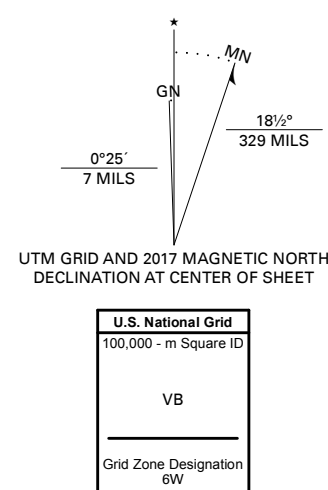 ★
MN
GN
18½°
329 MILS
0°25´
7 MILS
UTM GRID AND 2017 MAGNETIC NORTH
DECLINATION AT CENTER OF SHEET
U.S. National Grid
100,000 - m Square ID
VB
Grid Zone Designation
6W